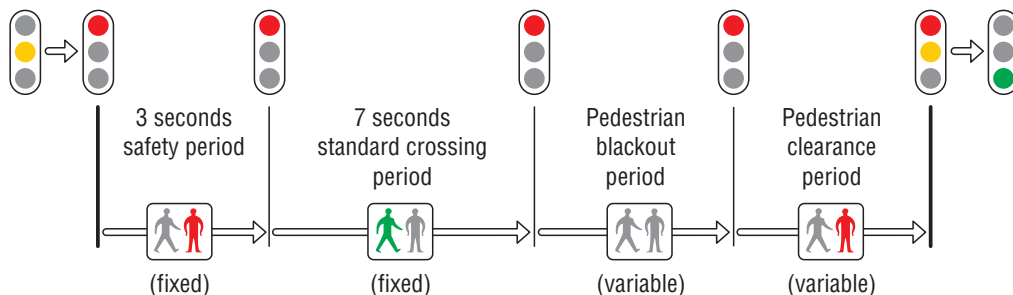 3 seconds
safety period
7 seconds
standard crossing
period
Pedestrian
blackout
period
Pedestrian
clearance
period
(fixed)
(fixed)
(variable)
(variable)